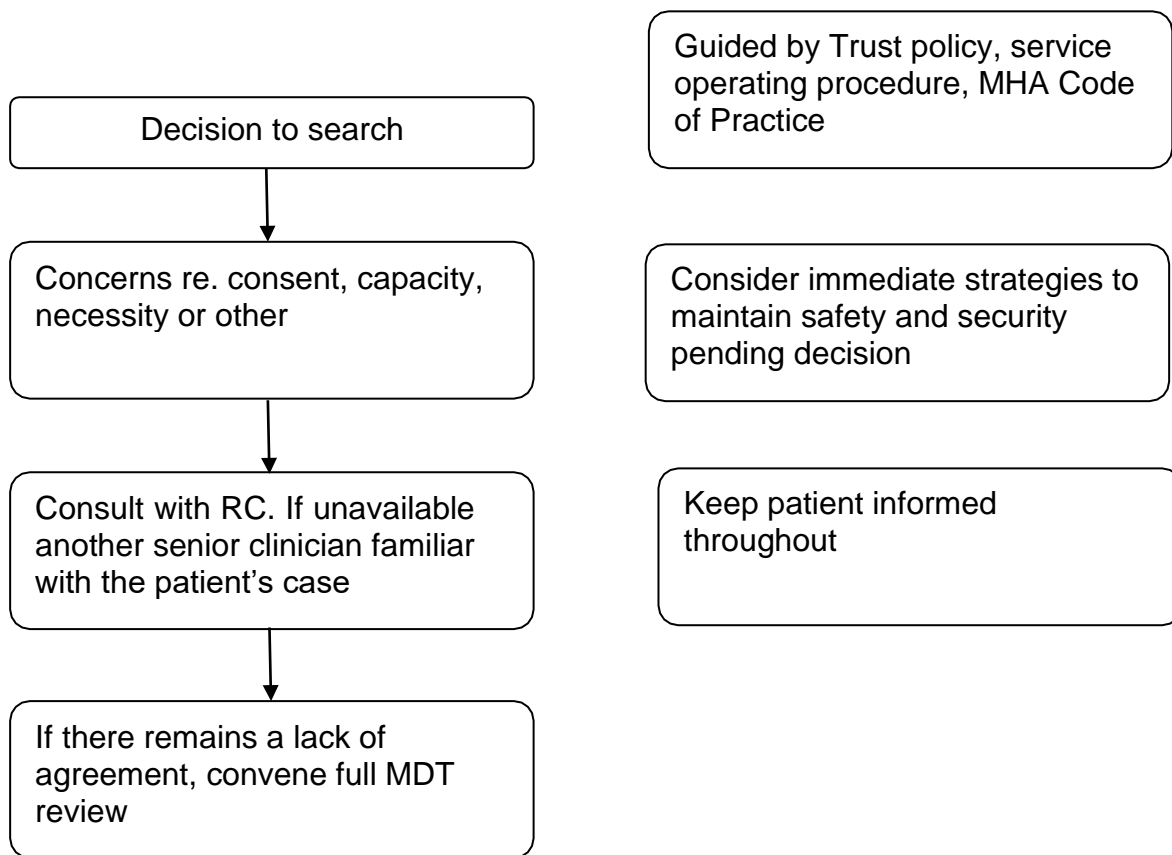 Decision to search
Guided by Trust policy, service
operating procedure, MHA Code
of Practice
Concerns re. consent, capacity,
necessity or other
Consider immediate strategies to
maintain safety and security
pending decision
Consult with RC. If unavailable
another senior clinician familiar
with the patient’s case
Keep patient informed
throughout
If there remains a lack of
agreement, convene full MDT
review